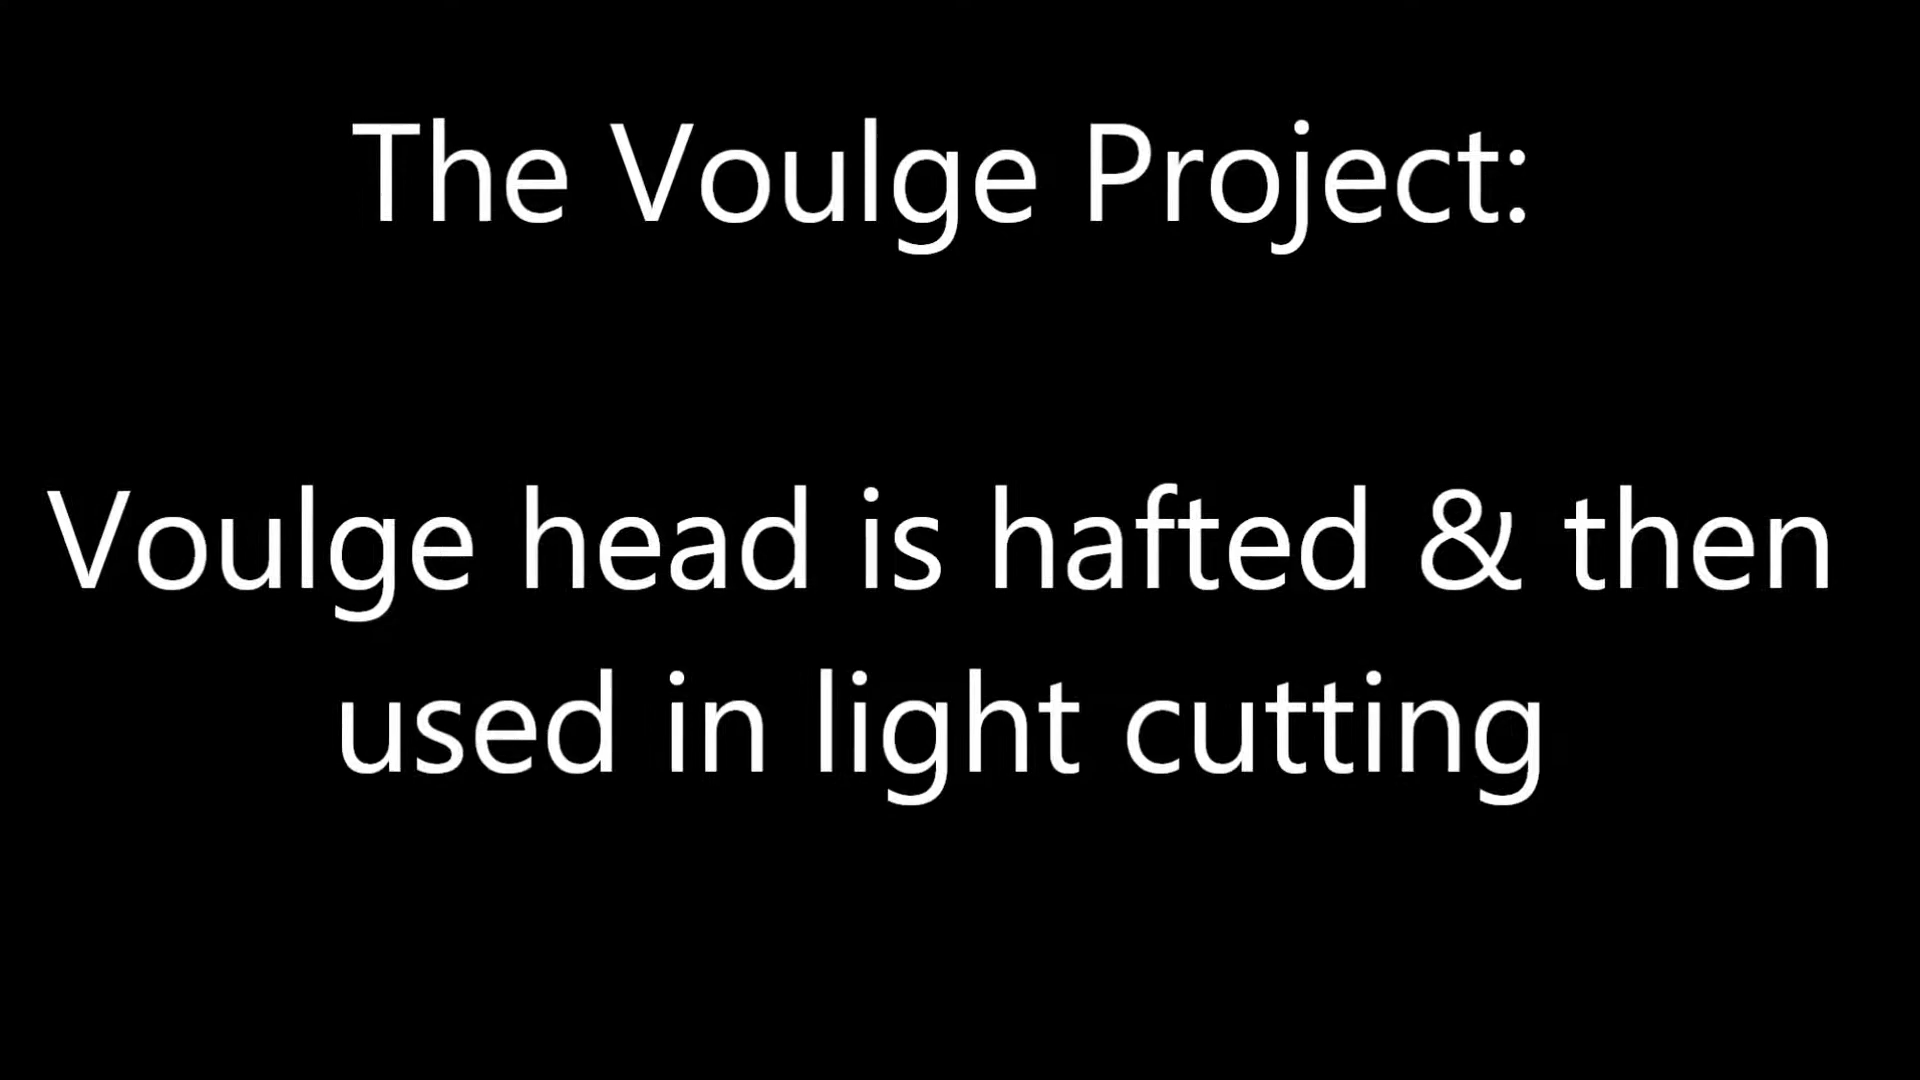 The Voulge Project:
Voulge head is hafted & then
used in light cutting